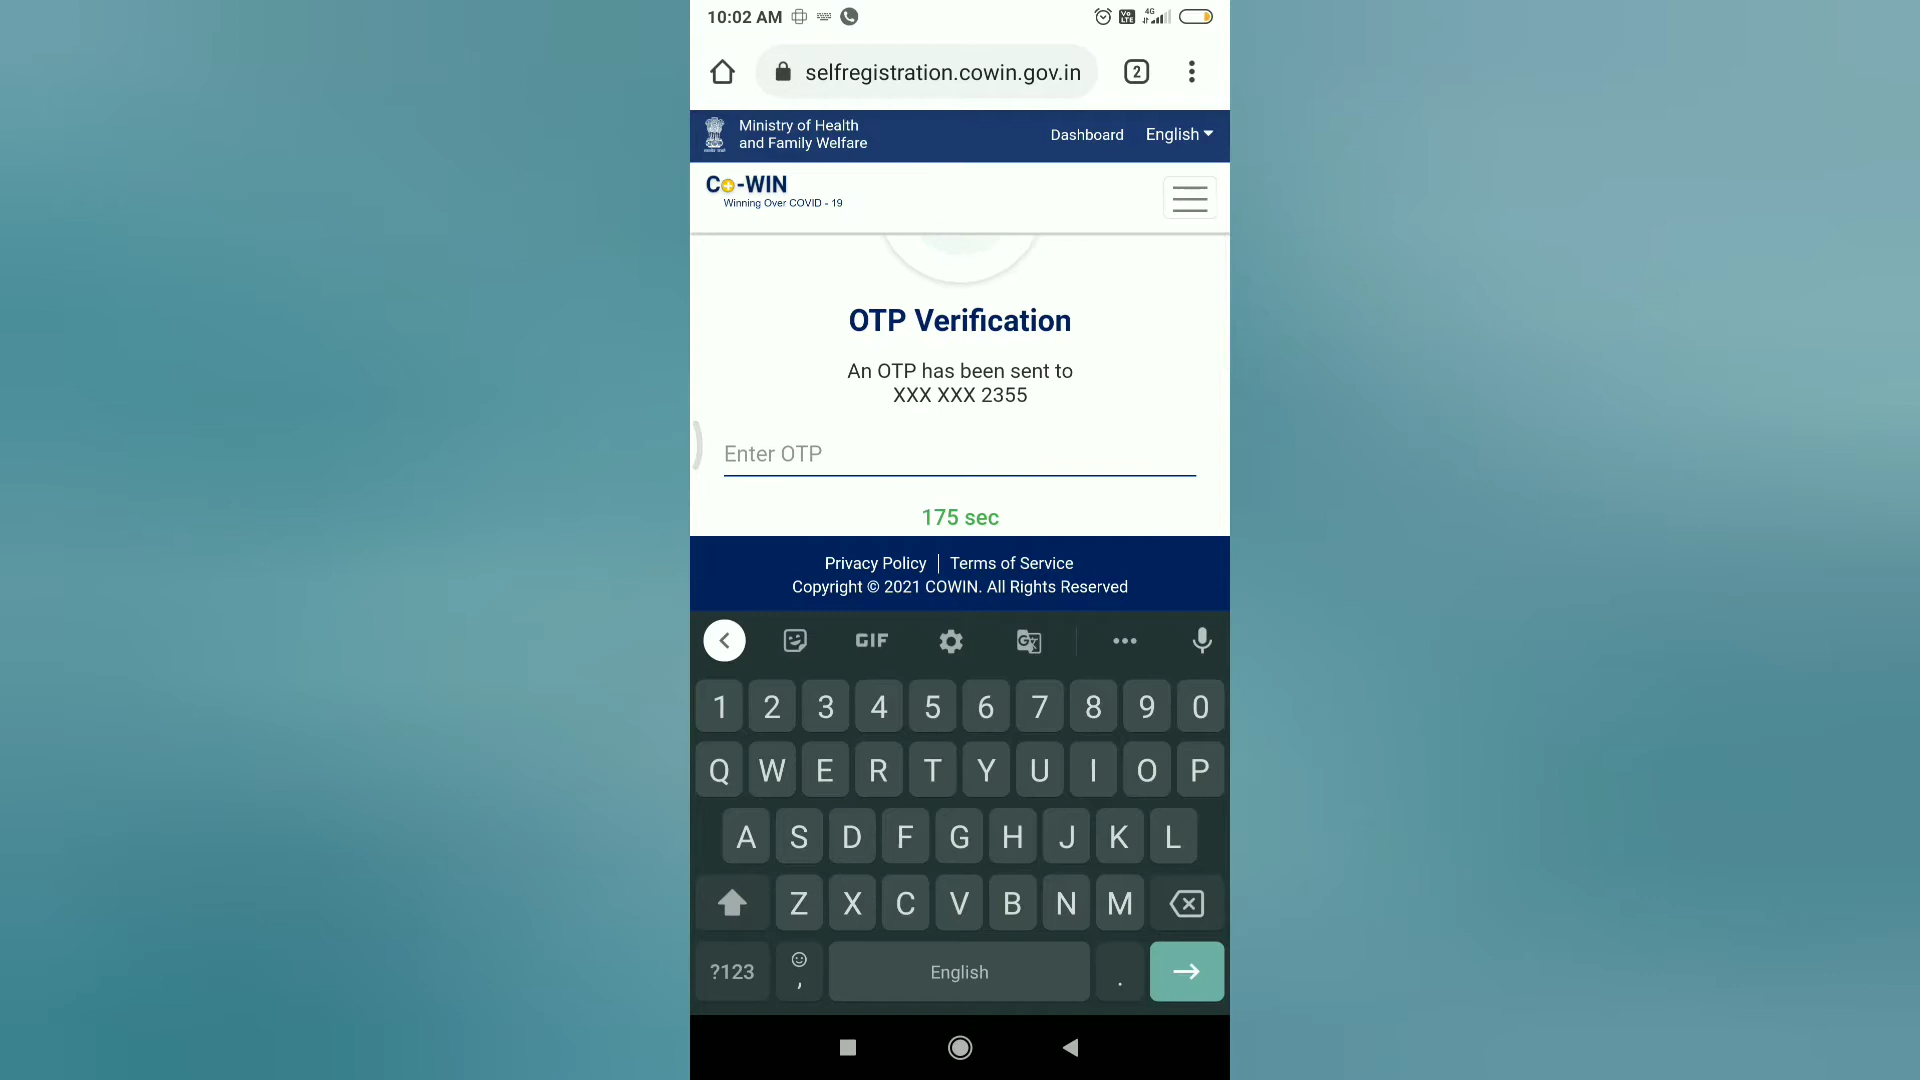 10:02 AM
Vo LTE 4G
selfregistration.cowin.gov.in
2
Ministry of Health
and Family Welfare
Dashboard
English
Co-WIN
Winning Over COVID - 19
OTP Verification
An OTP has been sent to
XXX XXX 2355
Enter OTP
175 sec
Privacy Policy | Terms of Service
Copyright © 2021 COWIN. All Rights Reserved
GIF
1 2 3 4 5 6 7 8 9 0
Q W E R T Y U I O P
A S D F G H J K L
Z X C V B N M
?123 , English .